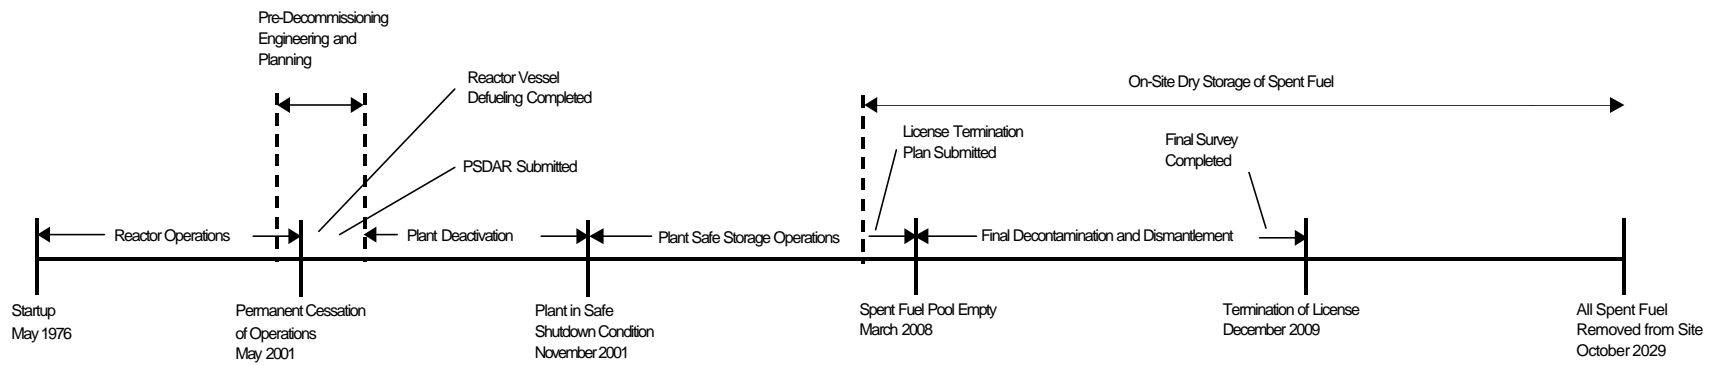 Pre-Decommissioning
Engineering and
Planning
Reactor Vessel
Defueling Completed
On-Site Dry Storage of Spent Fuel
License Termination
Plan Submitted
Final Survey
Completed
PSDAR Submitted
Reactor Operations
Plant Deactivation
Plant Safe Storage Operations
Final Decontamination and Dismantlement
Startup
May 1976
Permanent Cessation
of Operations
May 2001
Plant in Safe
Shutdown Condition
November 2001
Spent Fuel Pool Empty
March 2008
Termination of License
December 2009
All Spent Fuel
Removed from Site
October 2029